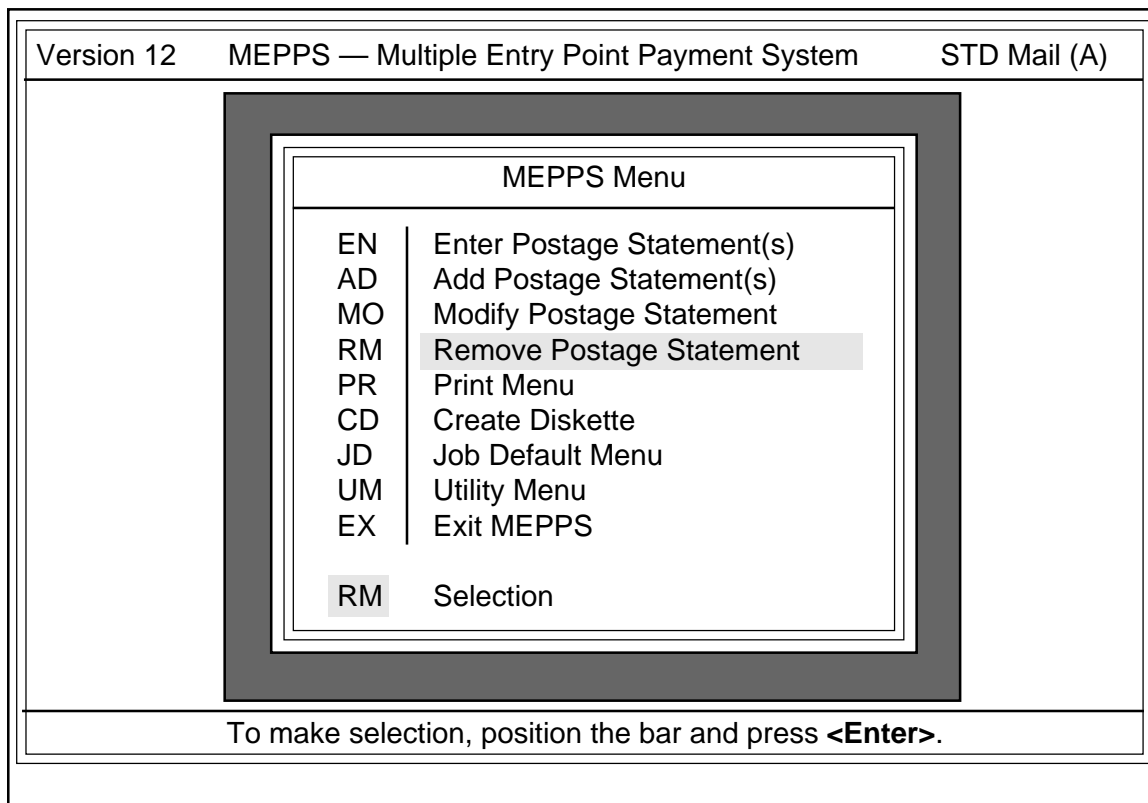 Version 12 MEPPS — Multiple Entry Point Payment System STD Mail (A)
MEPPS Menu
EN Enter Postage Statement(s)
AD Add Postage Statement(s)
MO Modify Postage Statement
RM Remove Postage Statement
PR Print Menu
CD Create Diskette
JD Job Default Menu
UM Utility Menu
EX Exit MEPPS
RM Selection
To make selection, position the bar and press <Enter>.